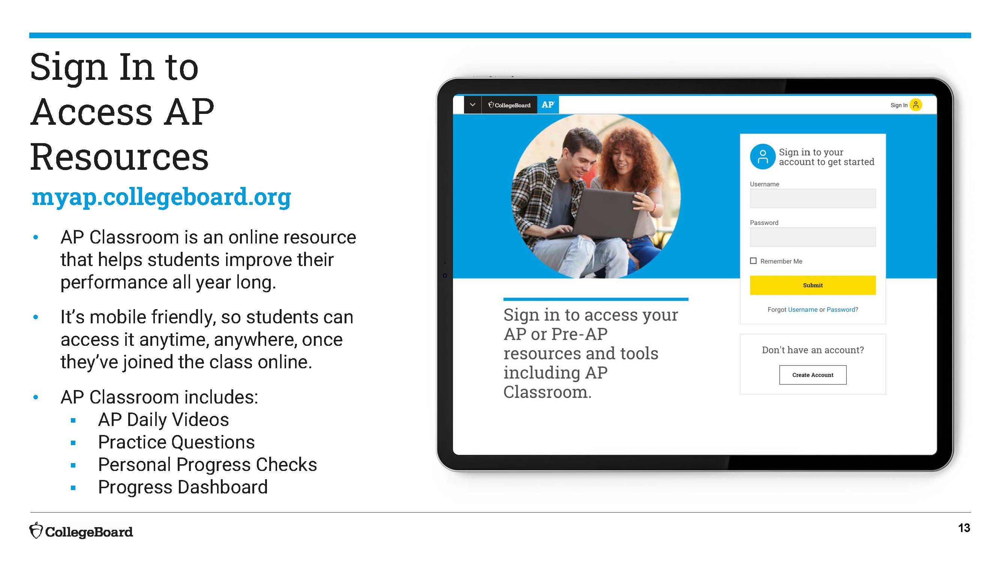 Sign In to
Access AP
Resources
myap.collegeboard.org
• AP Classroom is an online resource
that helps students improve their
performance all year long.
• It’s mobile friendly, so students can
access it anytime, anywhere, once
they’ve joined the class online.
• AP Classroom includes:
▪ AP Daily Videos
▪ Practice Questions
▪ Personal Progress Checks
▪ Progress Dashboard
CollegeBoard AP
Sign In
Sign in to your
account to get started
Username
Password
Remember Me
Submit
Forgot Username or Password?
Don't have an account?
Create Account
Sign in to access your
AP or Pre-AP
resources and tools
including AP
Classroom.
CollegeBoard
13